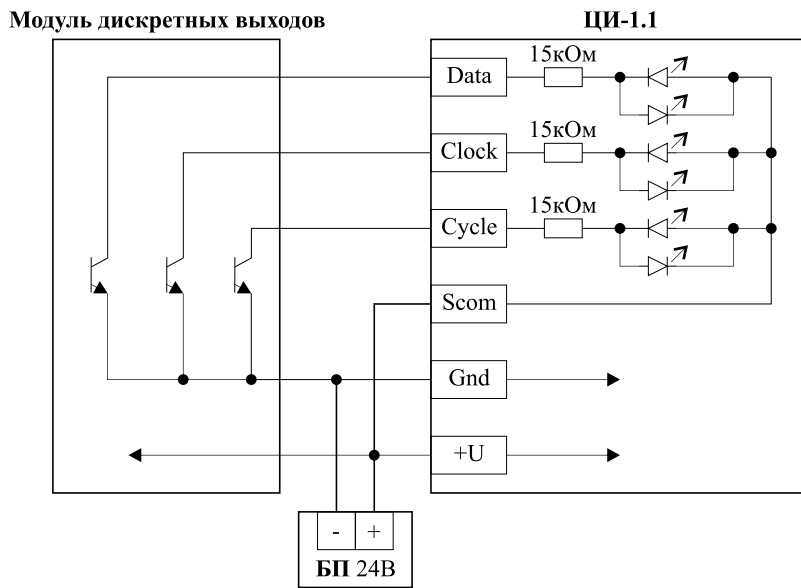 Модуль дискретных выходов
ЦИ-1.1
15кОм
Data
15кОм
Clock
15кОм
Cycle
Scom
Gnd
+U
- +
БП 24В